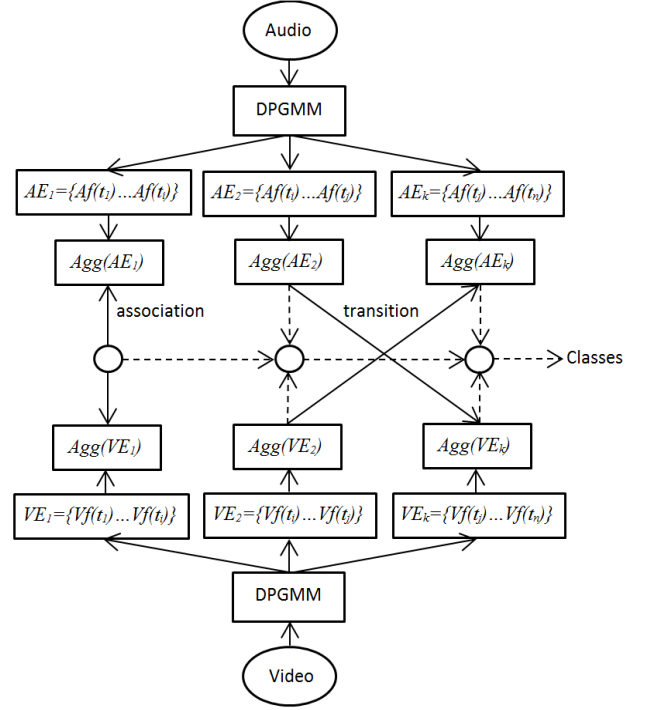 Audio
DPGMM
AE₁={Af(t₁)...Af(tᵢ)}
AE₂={Af(tᵢ)...Af(tⱼ)}
AEₖ={Af(tⱼ)...Af(tₙ)}
Agg(AE₁)
Agg(AE₂)
Agg(AEₖ)
association
transition
Classes
Agg(VE₁)
Agg(VE₂)
Agg(VEₖ)
VE₁={Vf(t₁)...Vf(tᵢ)}
VE₂={Vf(tᵢ)...Vf(tⱼ)}
VEₖ={Vf(tⱼ)...Vf(tₙ)}
DPGMM
Video